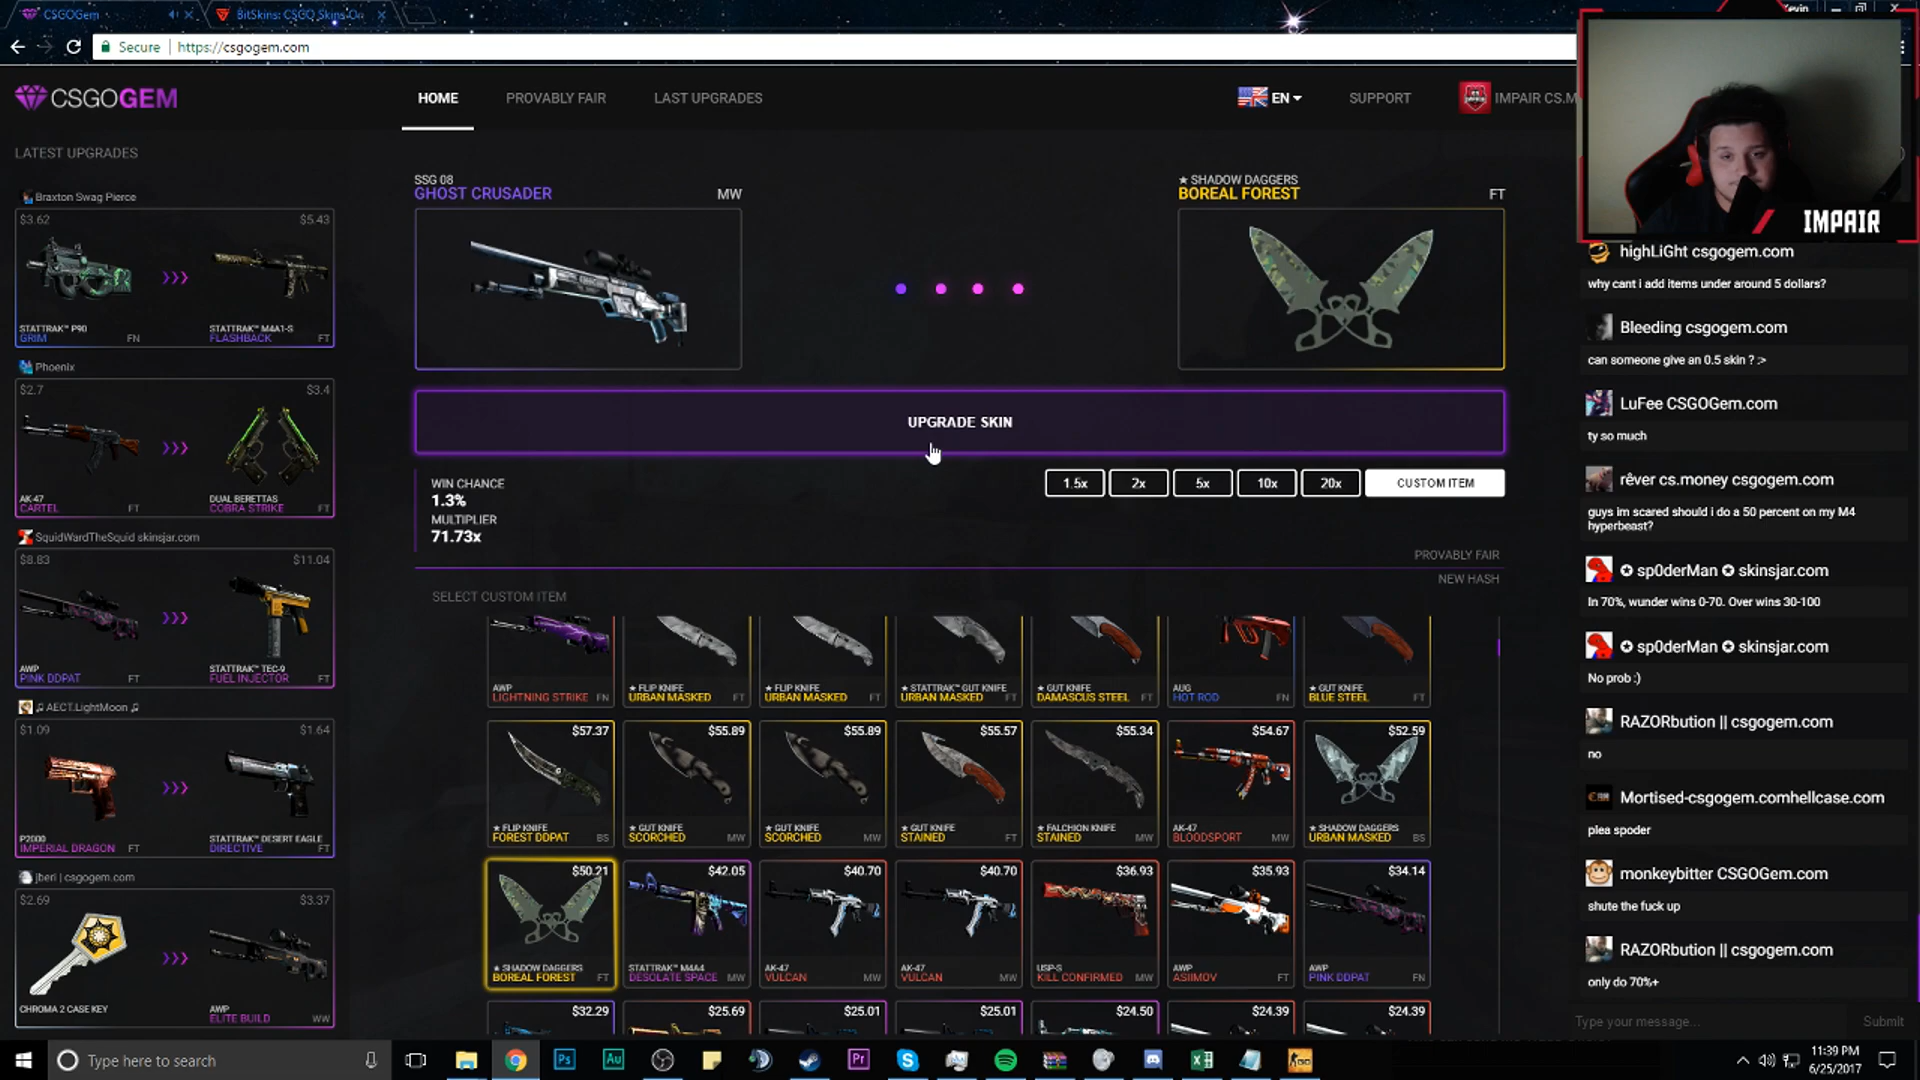 CSGOGem
BitSkins: CSGO Skins On
Kevin
Secure
https://csgogem.com
CSGOGEM
HOME
PROVABLY FAIR
LAST UPGRADES
EN
SUPPORT
IMPAIR CS.M
IMPAIR
LATEST UPGRADES
Braxton Swag Pierce
$3.62
$5.43
STATTRAK™ P90
GRIM
FN
STATTRAK™ M4A1-S
FLASHBACK
FT
Phoenix
$2.7
$3.4
AK-47
CARTEL
FT
DUAL BERETTAS
COBRA STRIKE
FT
SquidWardTheSquid skinsjar.com
$8.83
$11.04
AWP
PINK DDPAT
FT
STATTRAK™ TEC-9
FUEL INJECTOR
FT
♫ AECT.LightMoon ♫
$1.09
$1.64
P2000
IMPERIAL DRAGON
FT
STATTRAK™ DESERT EAGLE
DIRECTIVE
FT
jberi | csgogem.com
$2.69
$3.37
CHROMA 2 CASE KEY
AWP
ELITE BUILD
WW
SSG 08
GHOST CRUSADER
MW
★ SHADOW DAGGERS
BOREAL FOREST
FT
UPGRADE SKIN
WIN CHANCE
1.3%
MULTIPLIER
71.73x
1.5x
2x
5x
10x
20x
CUSTOM ITEM
PROVABLY FAIR
NEW HASH
SELECT CUSTOM ITEM
AWP
LIGHTNING STRIKE
FN
★ FLIP KNIFE
URBAN MASKED
FT
★ FLIP KNIFE
URBAN MASKED
FT
★ STATTRAK™ GUT KNIFE
URBAN MASKED
FT
★ GUT KNIFE
DAMASCUS STEEL
FT
AUG
HOT ROD
FN
★ GUT KNIFE
BLUE STEEL
FT
$57.37
★ FLIP KNIFE
FOREST DDPAT
BS
$55.89
★ GUT KNIFE
SCORCHED
MW
$55.89
★ GUT KNIFE
SCORCHED
MW
$55.57
★ GUT KNIFE
STAINED
FT
$55.34
★ FALCHION KNIFE
STAINED
MW
$54.67
AK-47
BLOODSPORT
MW
$52.59
★ SHADOW DAGGERS
URBAN MASKED
BS
$50.21
★ SHADOW DAGGERS
BOREAL FOREST
FT
$42.05
STATTRAK™ M4A4
DESOLATE SPACE
MW
$40.70
AK-47
VULCAN
MW
$40.70
AK-47
VULCAN
MW
$36.93
USP-S
KILL CONFIRMED
MW
$35.93
AWP
ASIIMOV
FT
$34.14
AWP
PINK DDPAT
FN
$32.29
$25.69
$25.01
$25.01
$24.50
$24.39
$24.39
highLiGht csgogem.com
why cant i add items under around 5 dollars?
Bleeding csgogem.com
can someone give an 0.5 skin ? :>
LuFee CSGOGem.com
ty so much
rêver cs.money csgogem.com
guys im scared should i do a 50 percent on my M4
hyperbeast?
✪ sp0derMan ✪ skinsjar.com
In 70%, wunder wins 0-70. Over wins 30-100
✪ sp0derMan ✪ skinsjar.com
No prob :)
RAZORbution || csgogem.com
no
Mortised-csgogem.comhellcase.com
plea spoder
monkeybitter CSGOGem.com
shute the fuck up
RAZORbution || csgogem.com
only do 70%+
Type your message...
Submit
Type here to search
11:39 PM
6/25/2017